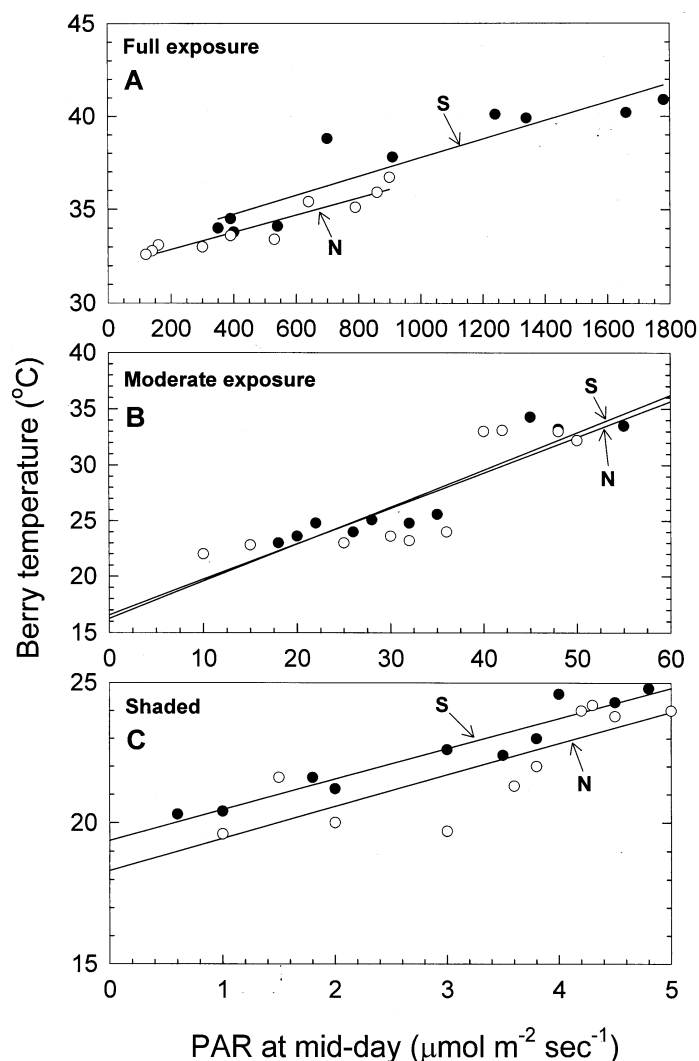 45
Full exposure
A
S
40
35
N
30
0 200 400 600 800 1000 1200 1400 1600 1800
40
Moderate exposure
S
B
35
30
N
25
20
15
0 10 20 30 40 50 60
25
Shaded
S
C
N
20
15
0 1 2 3 4 5
Berry temperature (°C)
PAR at mid-day (μmol m⁻² sec⁻¹)